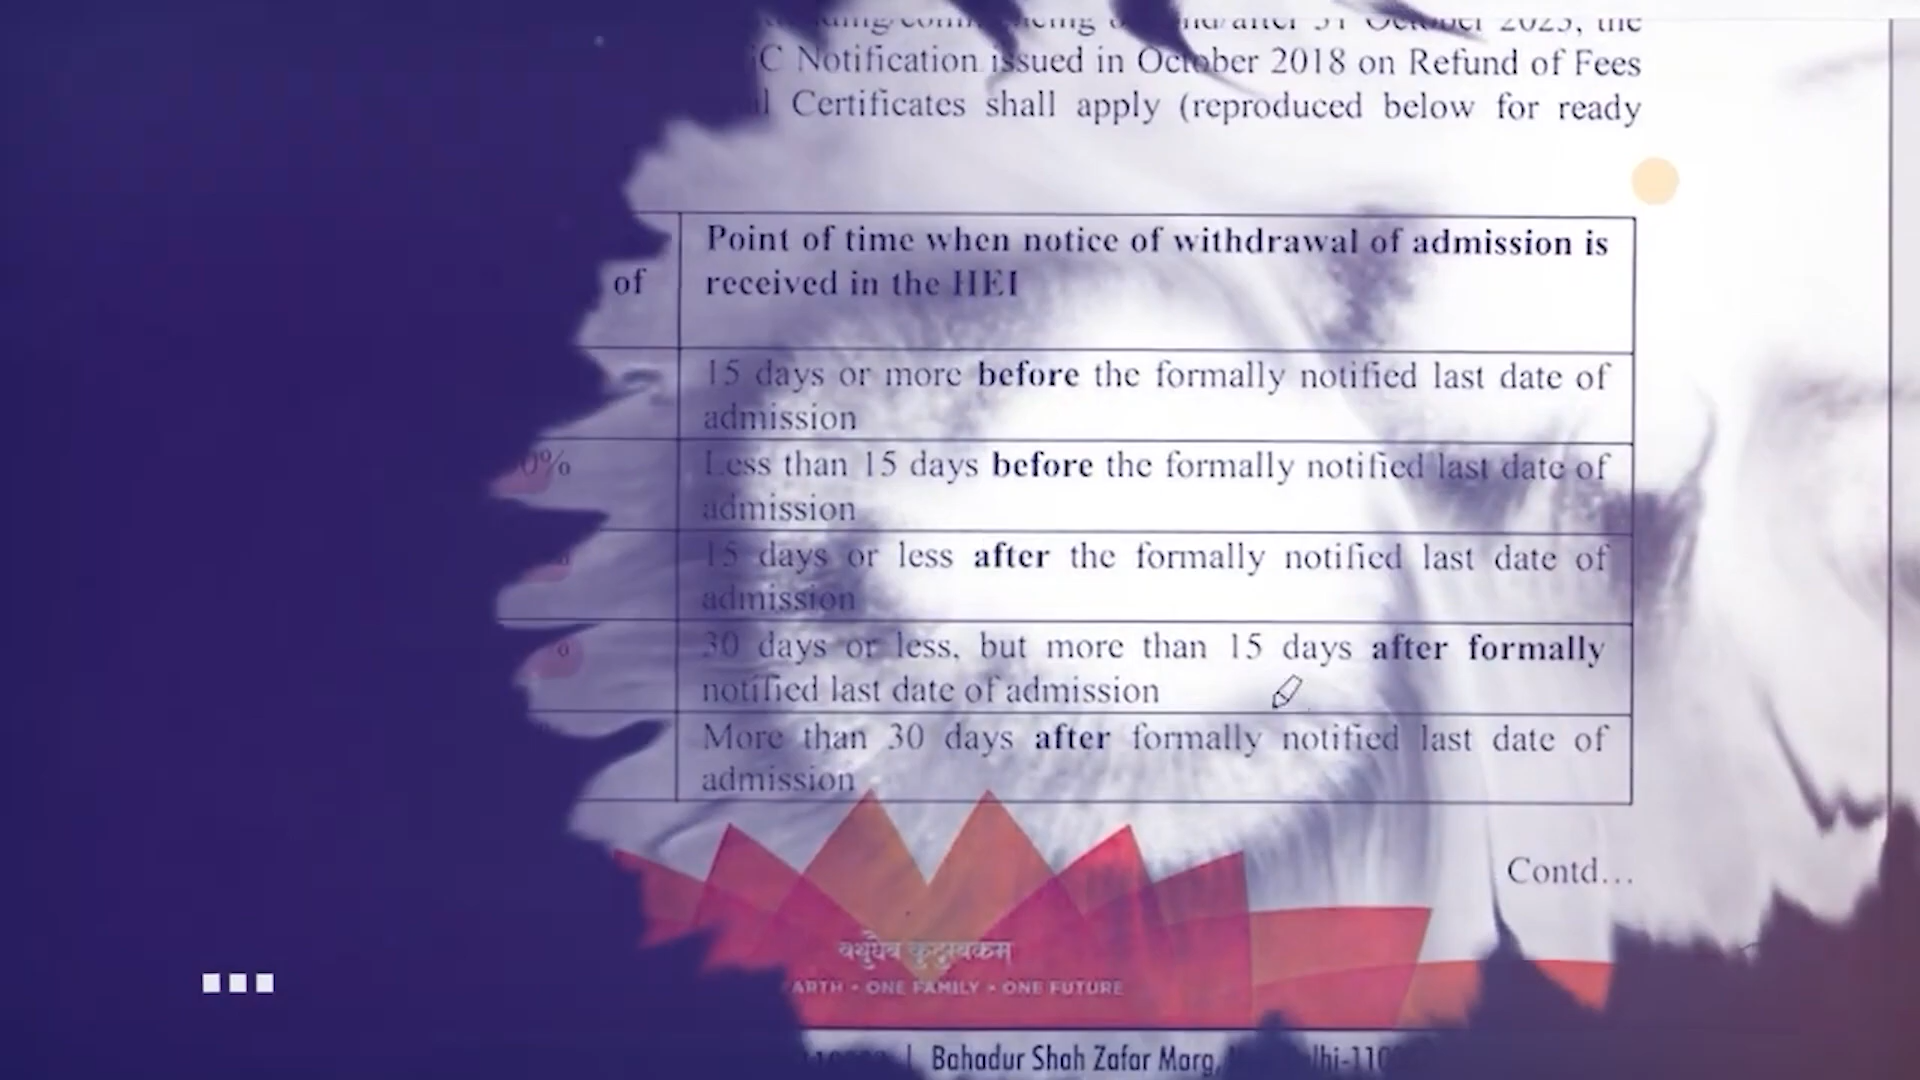 October 2023, the
C Notification issued in October 2018 on Refund of Fees
Certificates shall apply (reproduced below for ready
of
Point of time when notice of withdrawal of admission is
received in the HEI
15 days or more before the formally notified last date of
admission
0%
Less than 15 days before the formally notified last date of
admission
15 days or less after the formally notified last date of
admission
30 days or less, but more than 15 days after formally
notified last date of admission
More than 30 days after formally notified last date of
admission
Contd...
ARTH • ONE FAMILY • ONE FUTURE
| Bahadur Shah Zafar Marg,